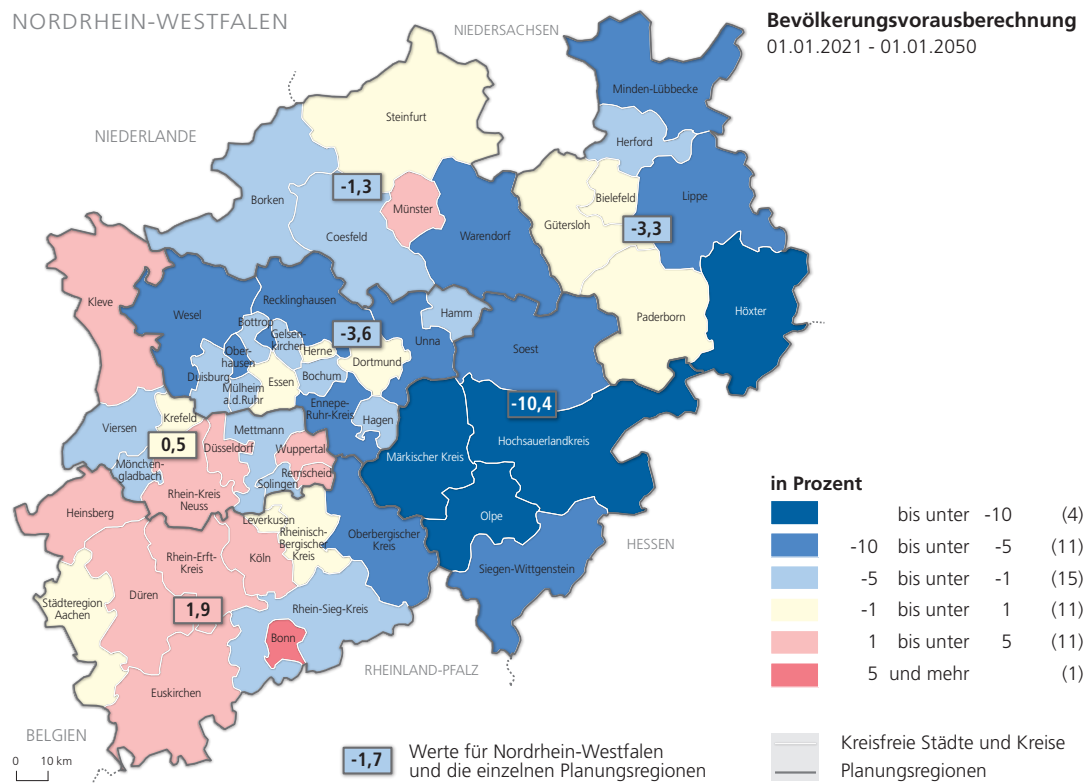 NORDRHEIN-WESTFALEN
Bevölkerungsvorausberechnung
01.01.2021 - 01.01.2050
NIEDERSACHSEN
NIEDERLANDE
Minden-Lübbecke
Steinfurt
Herford
Bielefeld
Lippe
-1,3
Borken
Münster
Gütersloh
-3,3
Coesfeld
Warendorf
Kleve
Recklinghausen
Paderborn
Höxter
Wesel
Bottrop
Hamm
-3,6
Gelsen-
kirchen
Unna
Soest
Ober-
hausen
Herne
Dortmund
Duisburg
Essen
Bochum
Mülheim
a.d.Ruhr
Ennepe-
Ruhr-Kreis
-10,4
Krefeld
Hagen
Viersen
Mettmann
0,5
Düsseldorf
Wuppertal
Hochsauerlandkreis
Märkischer Kreis
Mönchen-
gladbach
Remscheid
Solingen
Rhein-Kreis
Neuss
Heinsberg
Leverkusen
Olpe
Rheinisch-
Bergischer
Kreis
Oberbergischer
Kreis
HESSEN
Rhein-Erft-
Kreis
Köln
Siegen-Wittgenstein
Düren
Städteregion
Aachen
1,9
Rhein-Sieg-Kreis
Bonn
RHEINLAND-PFALZ
Euskirchen
BELGIEN
0 10 km
-1,7
Werte für Nordrhein-Westfalen
und die einzelnen Planungsregionen
in Prozent
bis unter -10 (4)
-10 bis unter -5 (11)
-5 bis unter -1 (15)
-1 bis unter 1 (11)
1 bis unter 5 (11)
5 und mehr (1)
Kreisfreie Städte und Kreise
Planungsregionen